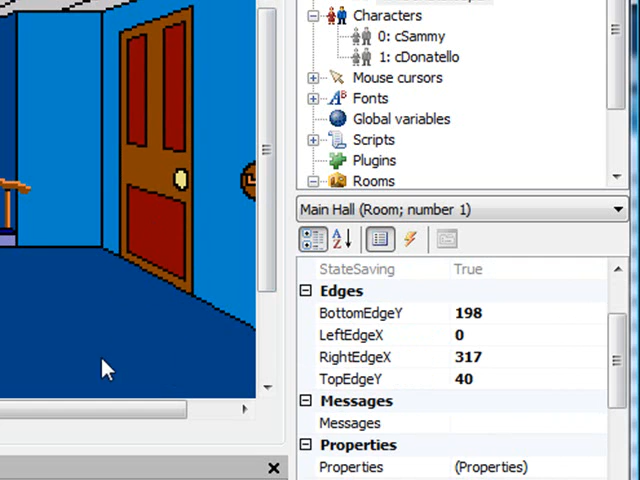 Characters
0: cSammy
1: cDonatello
Mouse cursors
Fonts
Global variables
Scripts
Plugins
Rooms
Main Hall (Room; number 1)
StateSaving True
Edges
BottomEdgeY 198
LeftEdgeX 0
RightEdgeX 317
TopEdgeY 40
Messages
Messages
Properties
Properties (Properties)